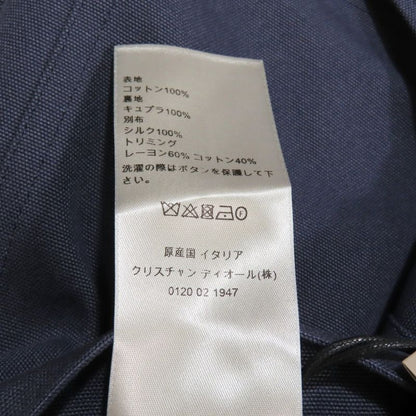 表地
コットン100%
裏地
キュプラ100%
別布
シルク100%
トリミング
レーヨン60% コットン40%
洗濯の際はボタンを保護して下
さい。
F
原産国 イタリア
クリスチャン ディオール(株)
0120 02 1947